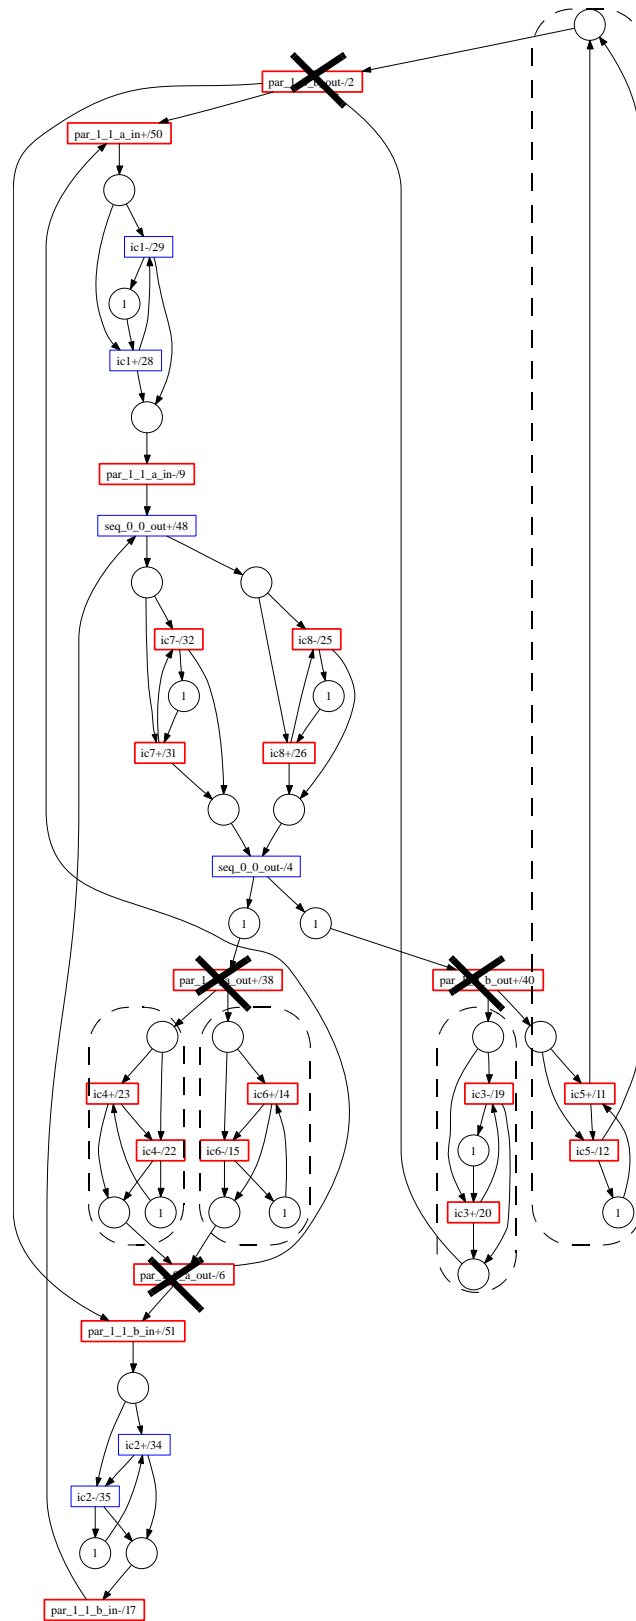 par_1_1_a_in+/50
ic1-/29
1
ic1+/28
par_1_1_a_in-/9
seq_0_0_out+/48
ic7-/32
ic8-/25
1
1
ic7+/31
ic8+/26
seq_0_0_out-/4
1
1
ic4+/23
ic6+/14
ic3-/19
ic5+/11
ic4-/22
ic6-/15
1
ic5-/12
1
1
ic3+/20
1
par_1_1_b_in+/51
ic2+/34
ic2-/35
1
par_1_1_b_in-/17